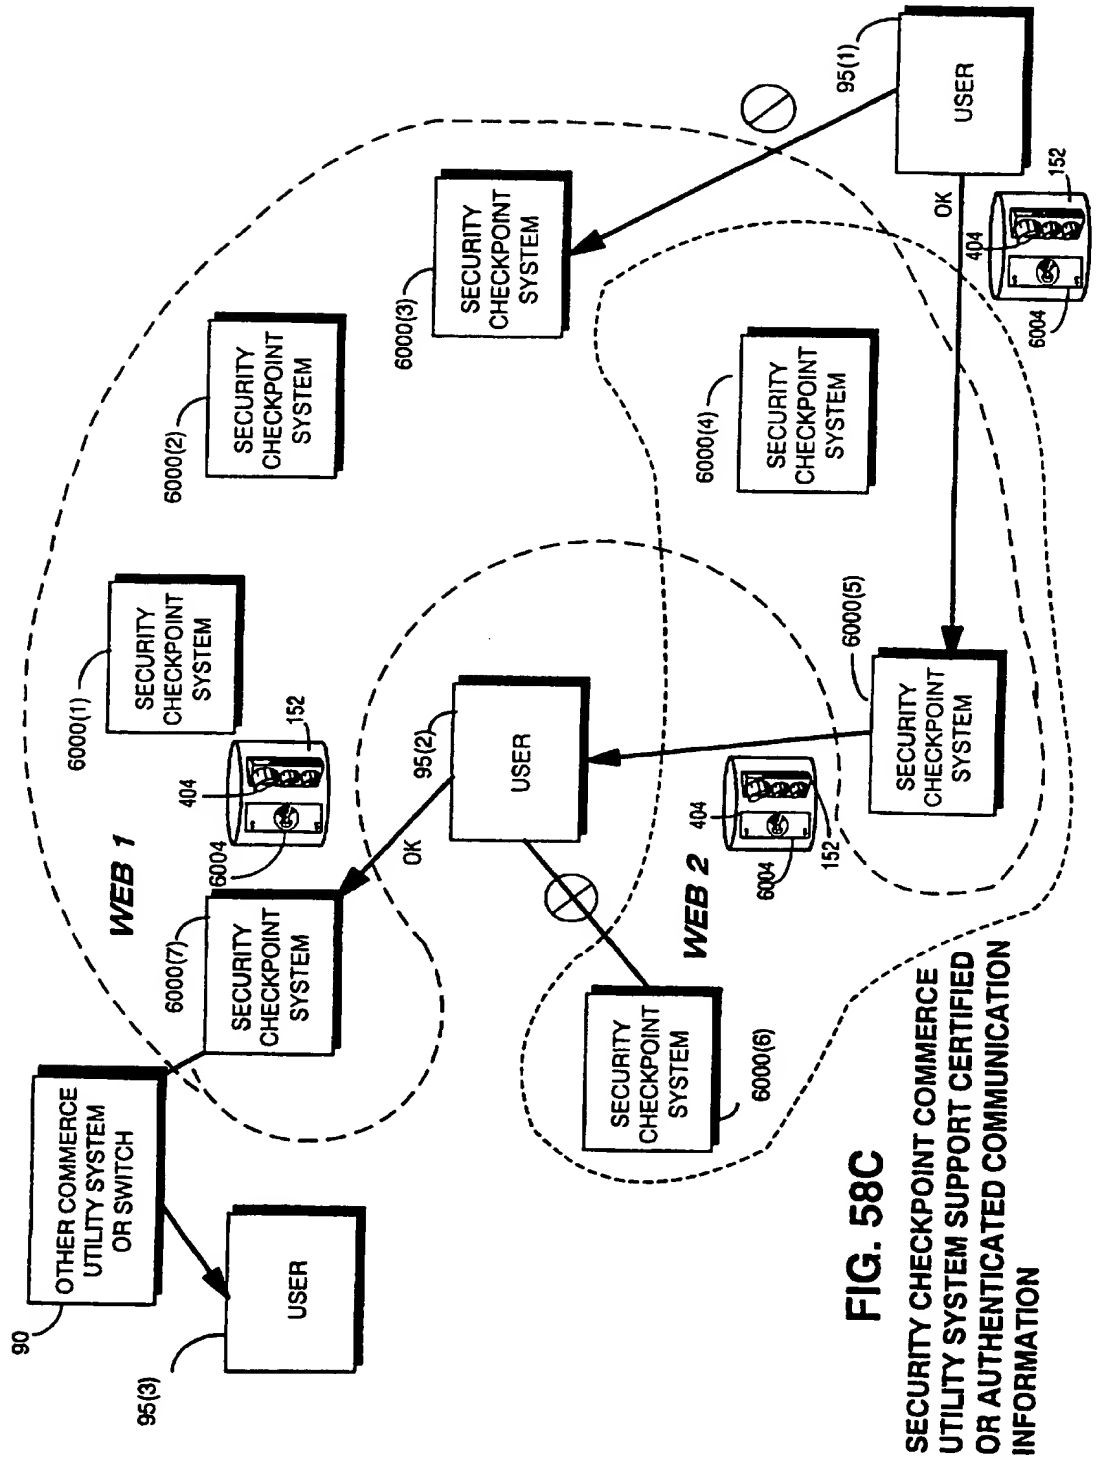 90
OTHER COMMERCE
UTILITY SYSTEM
OR SWITCH
95(3)
USER
WEB 1
6000(7)
SECURITY
CHECKPOINT
SYSTEM
6000(1)
SECURITY
CHECKPOINT
SYSTEM
6000(2)
SECURITY
CHECKPOINT
SYSTEM
6000(3)
SECURITY
CHECKPOINT
SYSTEM
404
152
6004
OK
95(2)
USER
95(1)
USER
OK
404
152
6004
6000(4)
SECURITY
CHECKPOINT
SYSTEM
6000(5)
SECURITY
CHECKPOINT
SYSTEM
WEB 2
404
6004
152
SECURITY
CHECKPOINT
SYSTEM
6000(6)
FIG. 58C
SECURITY CHECKPOINT COMMERCE
UTILITY SYSTEM SUPPORT CERTIFIED
OR AUTHENTICATED COMMUNICATION
INFORMATION